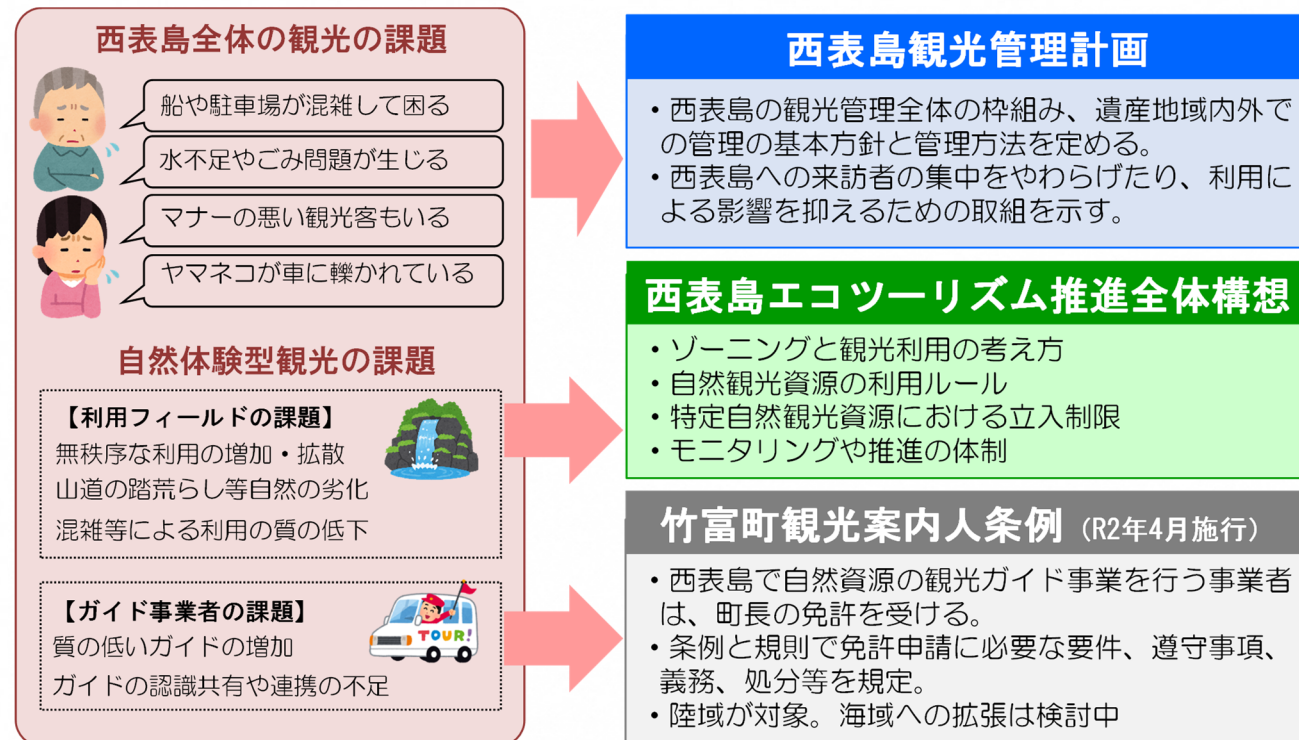 西表島全体の観光の課題
船や駐車場が混雑して困る
水不足やごみ問題が生じる
マナーの悪い観光客もいる
ヤマネコが車に轢かれている
自然体験型観光の課題
【利用フィールドの課題】
無秩序な利用の増加・拡散
山道の踏荒らし等自然の劣化
混雑等による利用の質の低下
【ガイド事業者の課題】
質の低いガイドの増加
ガイドの認識共有や連携の不足
TOUR!
西表島観光管理計画
・西表島の観光管理全体の枠組み、遺産地域内外で
の管理の基本方針と管理方法を定める。
・西表島への来訪者の集中をやわらげたり、利用に
よる影響を抑えるための取組を示す。
西表島エコツーリズム推進全体構想
・ゾーニングと観光利用の考え方
・自然観光資源の利用ルール
・特定自然観光資源における立入制限
・モニタリングや推進の体制
竹富町観光案内人条例（R2年4月施行）
・西表島で自然資源の観光ガイド事業を行う事業者
は、町長の免許を受ける。
・条例と規則で免許申請に必要な要件、遵守事項、
義務、処分等を規定。
・陸域が対象。海域への拡張は検討中